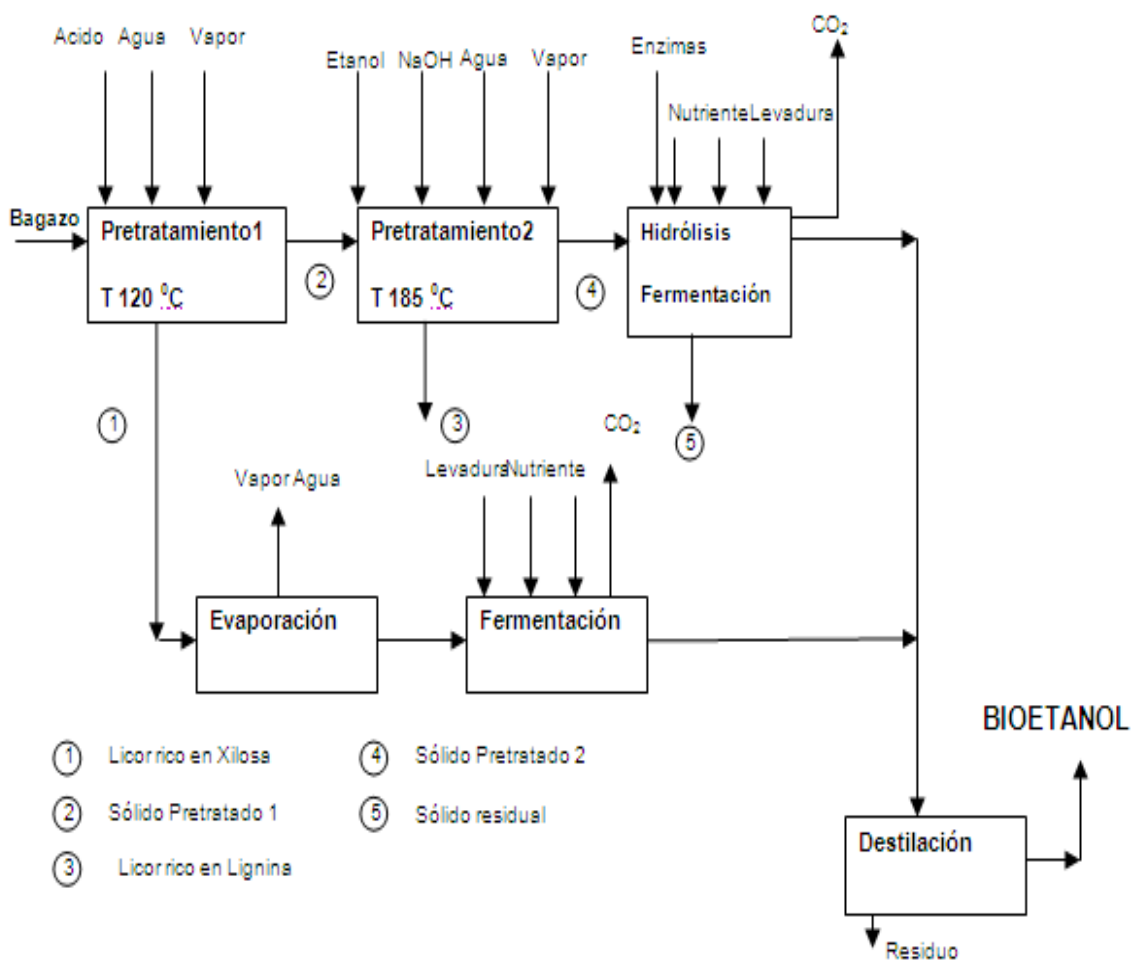 Acido Agua Vapor
Etanol NaOH Agua Vapor
Enzimas
CO₂
Nutriente Levadura
Bagazo
Pretratamiento1
T 120 ⁰C
2
Pretratamiento2
T 185 ⁰C
4
Hidrólisis
Fermentación
1
3
5
Vapor Agua
Levadura Nutriente
CO₂
Evaporación
Fermentación
1 Licor rico en Xilosa
2 Sólido Pretratado 1
3 Licor rico en Lignina
4 Sólido Pretratado 2
5 Sólido residual
BIOETANOL
Destilación
Residuo